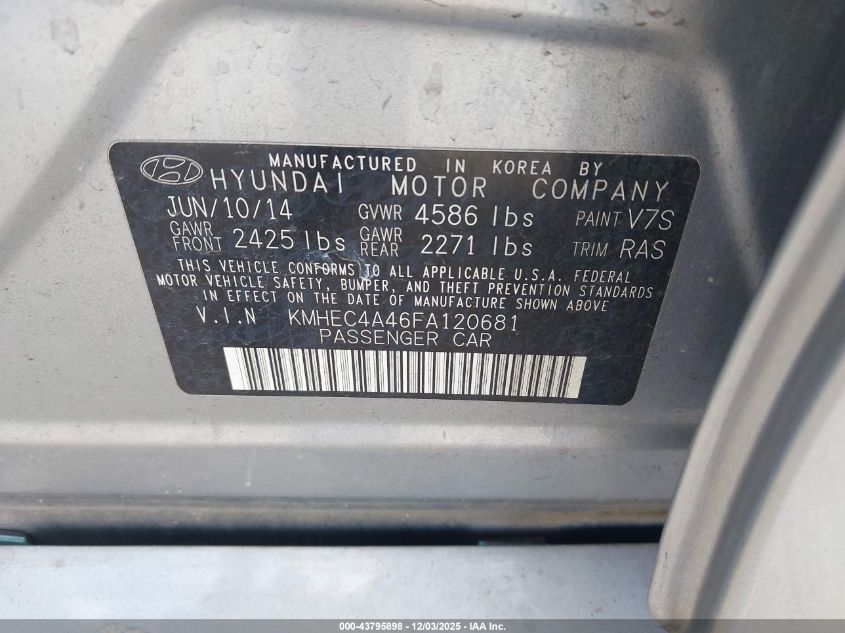 MANUFACTURED IN KOREA BY
HYUNDAI MOTOR COMPANY
JUN/10/14 GVWR 4586 lbs PAINT V7S
GAWR FRONT 2425 lbs GAWR REAR 2271 lbs TRIM RAS
THIS VEHICLE CONFORMS TO ALL APPLICABLE U.S.A. FEDERAL
MOTOR VEHICLE SAFETY, BUMPER, AND THEFT PREVENTION STANDARDS
IN EFFECT ON THE DATE OF MANUFACTURE SHOWN ABOVE
V.I.N KMHEC4A46FA120681
PASSENGER CAR
000-43795898 - 12/03/2025 - IAA Inc.